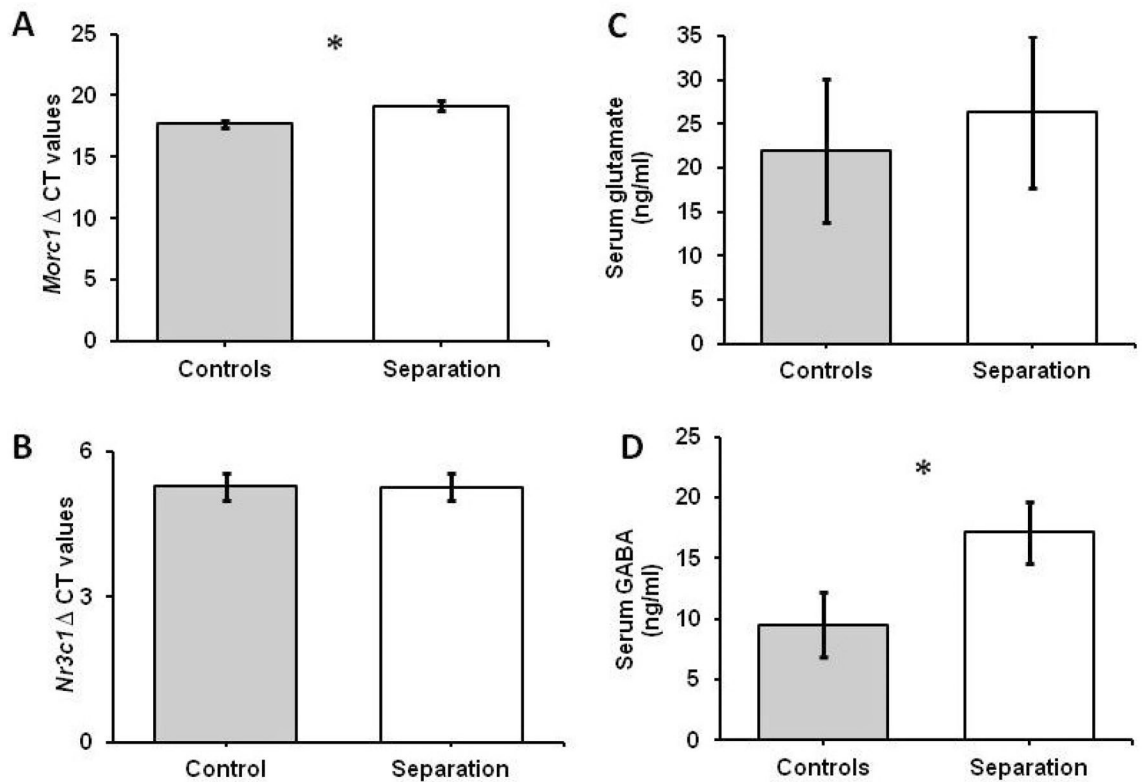 A
Morc1 Δ CT values
25
20
15
10
5
0
*
Controls
Separation
B
Nr3c1 Δ CT values
6
3
0
Control
Separation
C
Serum glutamate
(ng/ml)
35
30
25
20
15
10
5
0
Controls
Separation
D
Serum GABA
(ng/ml)
25
20
15
10
5
0
*
Controls
Separation